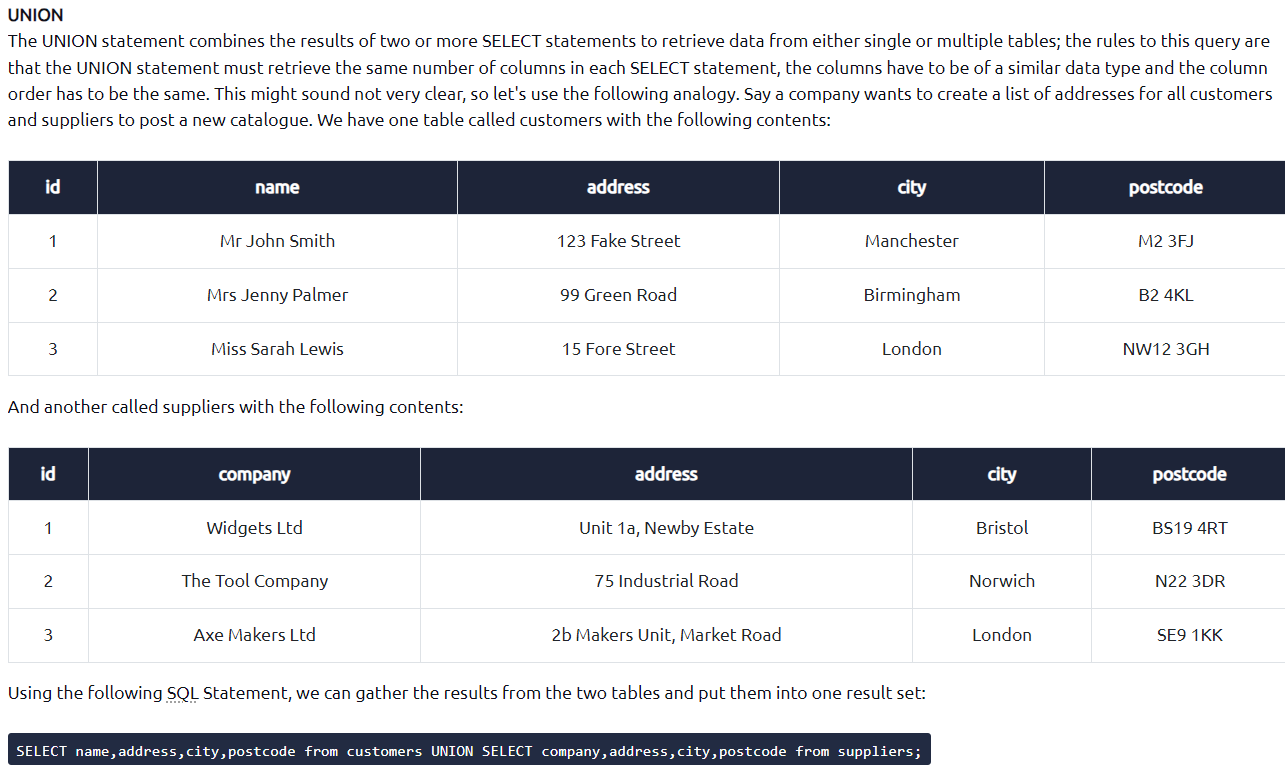 UNION
The UNION statement combines the results of two or more SELECT statements to retrieve data from either single or multiple tables; the rules to this query are
that the UNION statement must retrieve the same number of columns in each SELECT statement, the columns have to be of a similar data type and the column
order has to be the same. This might sound not very clear, so let's use the following analogy. Say a company wants to create a list of addresses for all customers
and suppliers to post a new catalogue. We have one table called customers with the following contents:
id name address city postcode
1 Mr John Smith 123 Fake Street Manchester M2 3FJ
2 Mrs Jenny Palmer 99 Green Road Birmingham B2 4KL
3 Miss Sarah Lewis 15 Fore Street London NW12 3GH
And another called suppliers with the following contents:
id company address city postcode
1 Widgets Ltd Unit 1a, Newby Estate Bristol BS19 4RT
2 The Tool Company 75 Industrial Road Norwich N22 3DR
3 Axe Makers Ltd 2b Makers Unit, Market Road London SE9 1KK
Using the following SQL Statement, we can gather the results from the two tables and put them into one result set:
SELECT name,address,city,postcode from customers UNION SELECT company,address,city,postcode from suppliers;